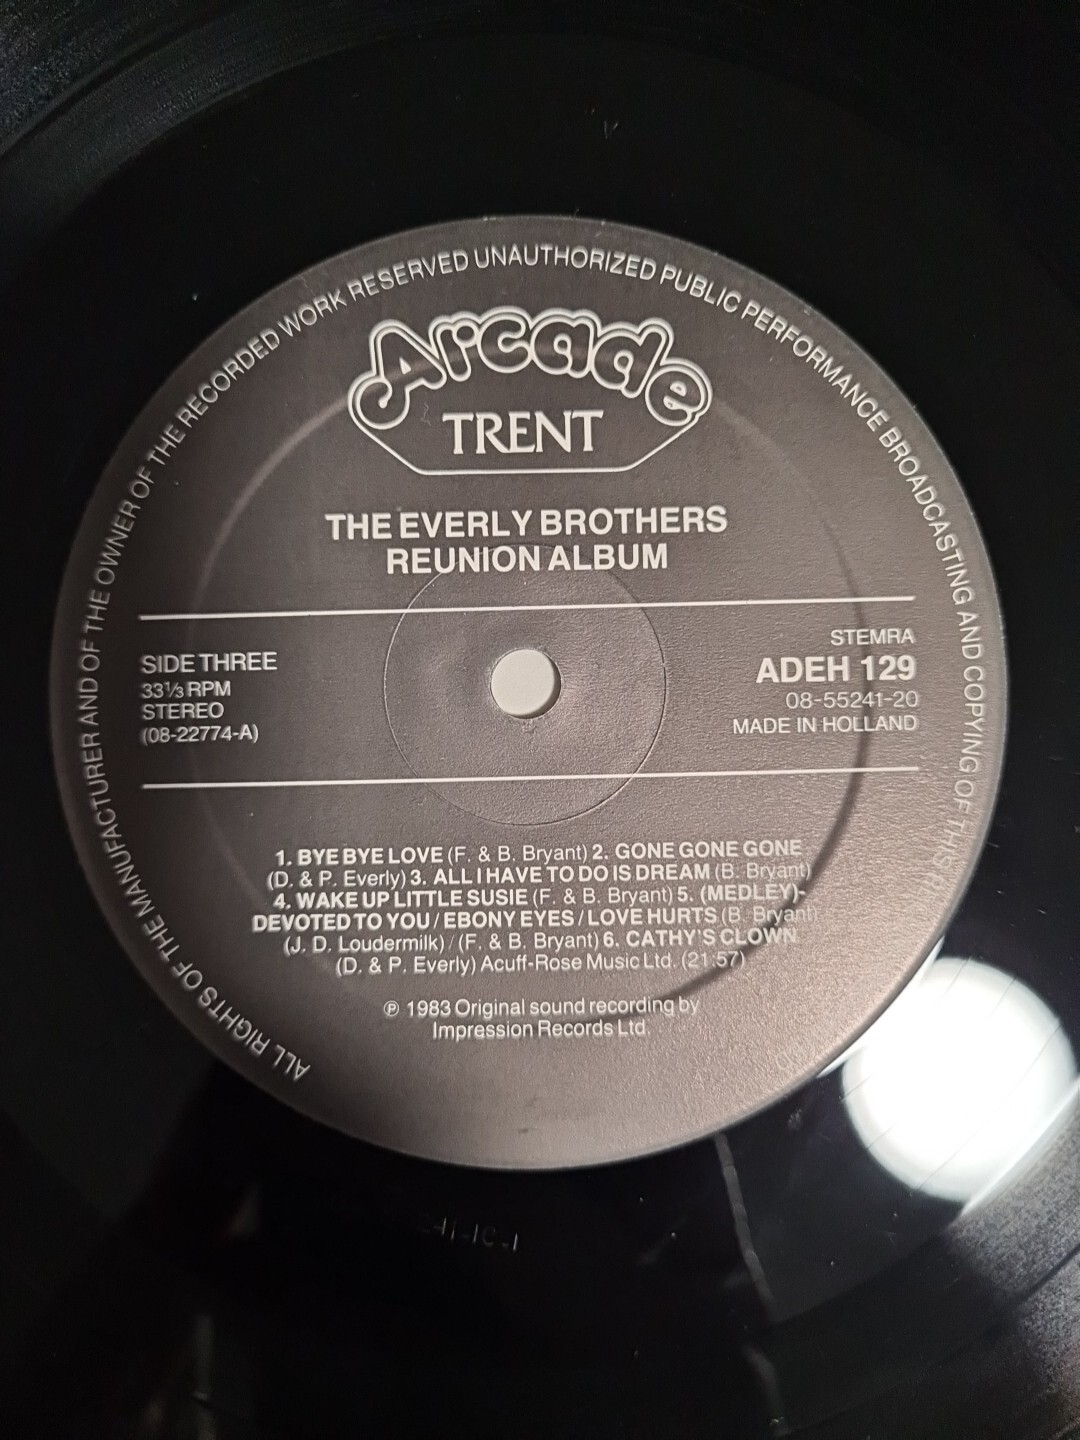 ALL RIGHTS OF THE MANUFACTURER AND OF THE OWNER OF THE RECORDED WORK RESERVED UNAUTHORIZED PUBLIC PERFORMANCE BROADCASTING AND COPYING OF THIS
Arcade
TRENT
THE EVERLY BROTHERS
REUNION ALBUM
SIDE THREE
33⅓ RPM
STEREO
(08-22774-A)
STEMRA
ADEH 129
08-55241-20
MADE IN HOLLAND
1. BYE BYE LOVE (F. & B. Bryant) 2. GONE GONE GONE
(D. & P. Everly) 3. ALL I HAVE TO DO IS DREAM (B. Bryant)
4. WAKE UP LITTLE SUSIE (F. & B. Bryant) 5. (MEDLEY)-
DEVOTED TO YOU / EBONY EYES / LOVE HURTS (B. Bryant)
(J. D. Loudermilk) / (F. & B. Bryant) 6. CATHY'S CLOWN
(D. & P. Everly) Acuff-Rose Music Ltd. (21:57)
℗ 1983 Original sound recording by
Impression Records Ltd.